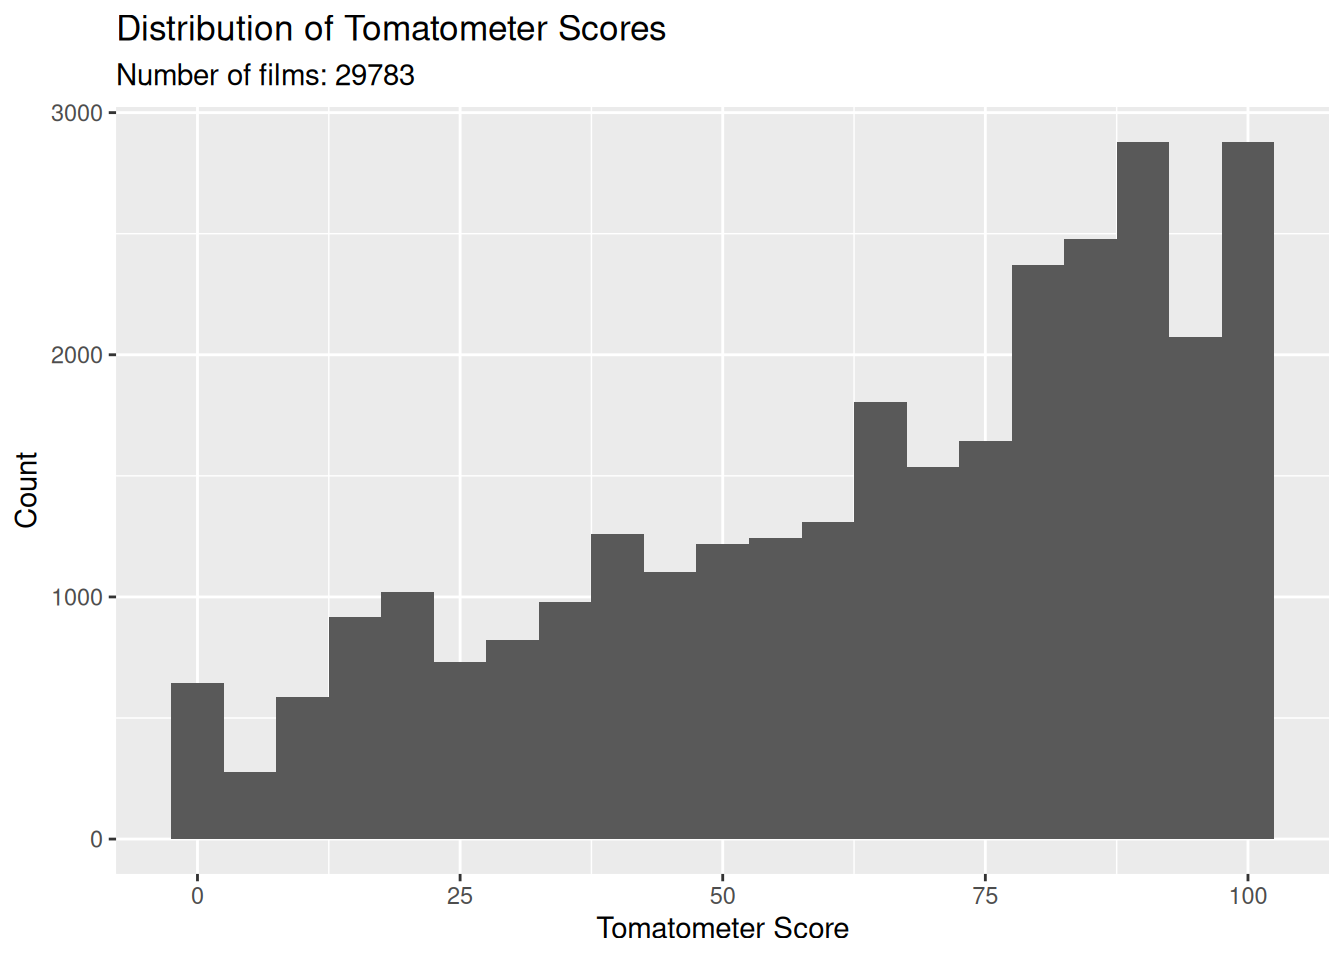 Distribution of Tomatometer Scores
Number of films: 29783
3000
2000
1000
0
Count
0 25 50 75 100
Tomatometer Score